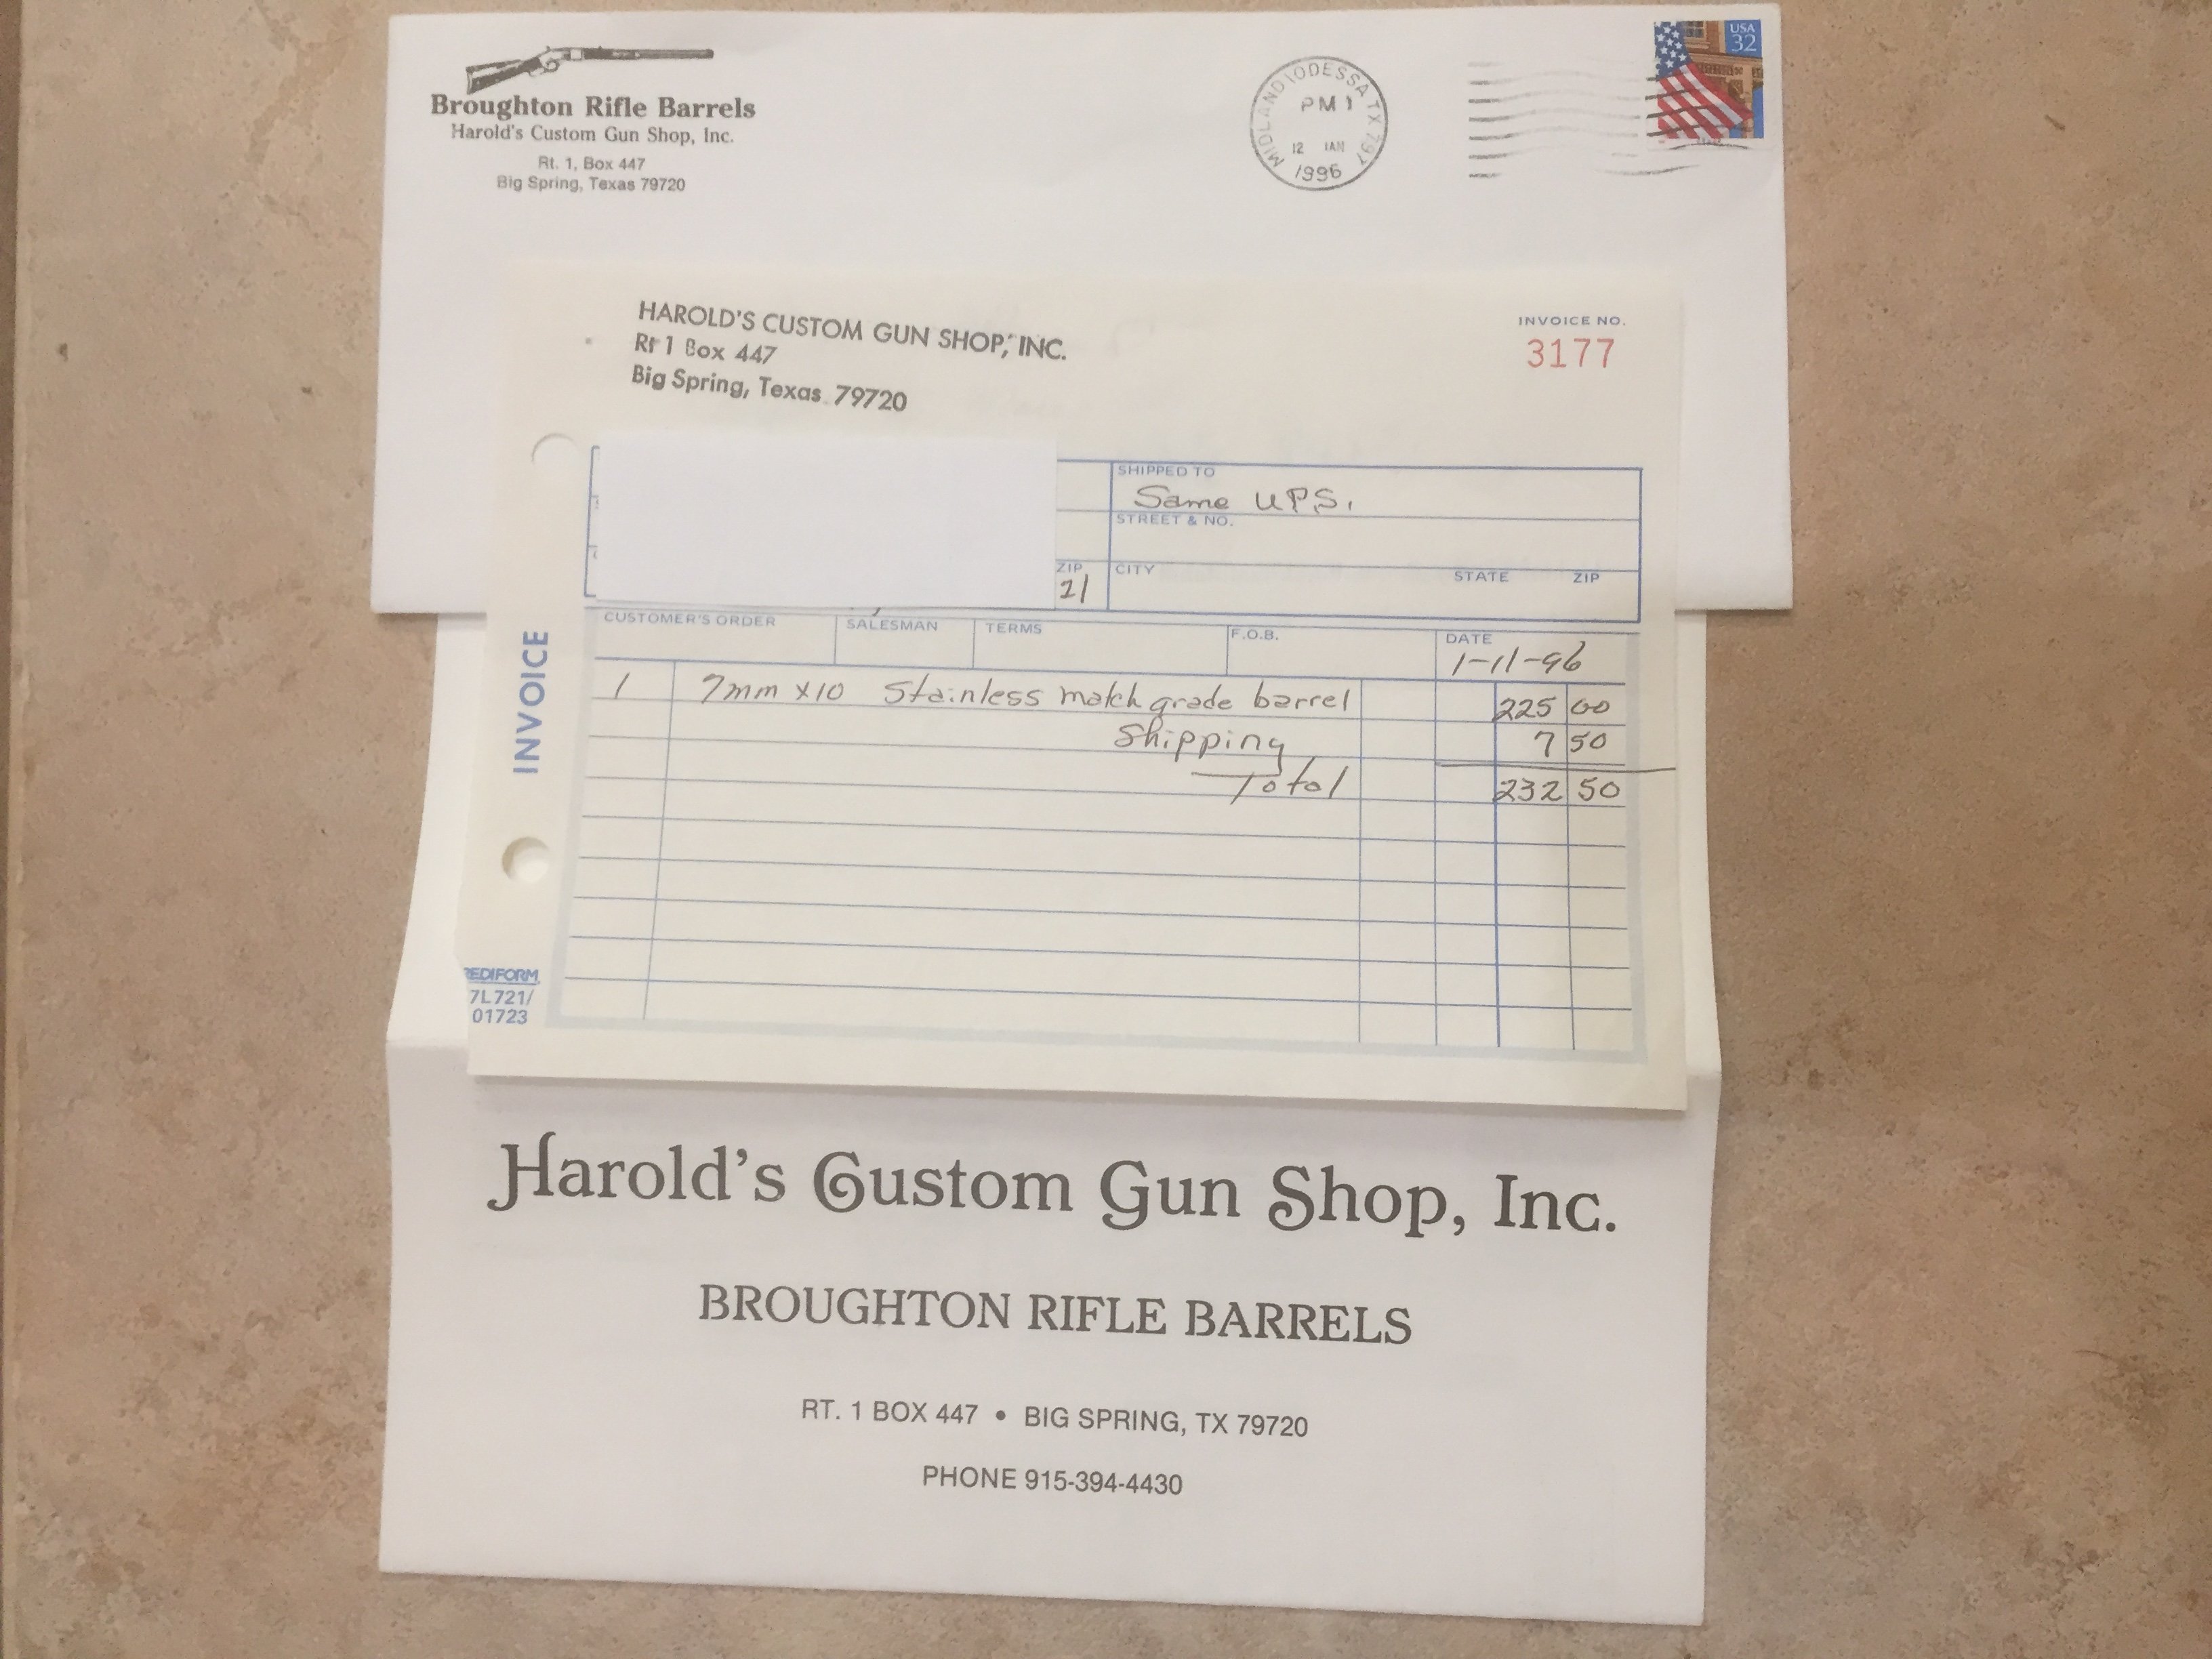 Broughton Rifle Barrels
Harold's Custom Gun Shop, Inc.
Rt. 1, Box 447
Big Spring, Texas 79720
MIDLAND/ODESSA TX 797
PM
12 JAN
1996
USA
32
HAROLD'S CUSTOM GUN SHOP, INC.
Rt 1 Box 447
Big Spring, Texas 79720
INVOICE NO.
3177
SHIPPED TO
Same UPS.
STREET & NO.
ZIP
21
CITY STATE ZIP
CUSTOMER'S ORDER SALESMAN TERMS F.O.B. DATE
1-11-96
1 7mm x10 Stainless match grade barrel 225 00
Shipping 7 50
Total 232 50
INVOICE
REDIFORM
7L721/
01723
Harold's Custom Gun Shop, Inc.
BROUGHTON RIFLE BARRELS
RT. 1 BOX 447 • BIG SPRING, TX 79720
PHONE 915-394-4430